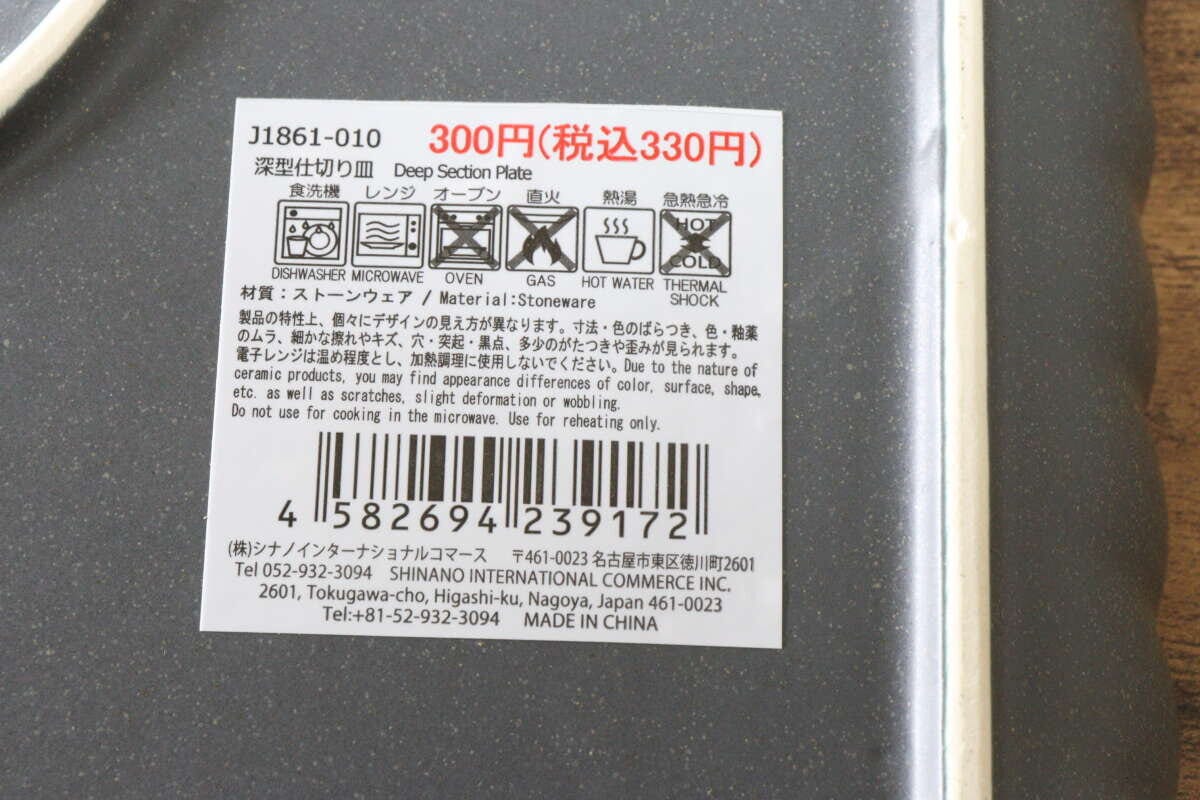 J1861-010 300円(税込330円)
深型仕切り皿 Deep Section Plate
食洗機 レンジ オーブン 直火 熱湯 急熱急冷
HOT
COLD
DISHWASHER MICROWAVE OVEN GAS HOT WATER THERMAL SHOCK
材質：ストーンウェア / Material:Stoneware
製品の特性上、個々にデザインの見え方が異なります。寸法・色のばらつき、色・釉薬
のムラ、細かな擦れやキズ、穴・突起・黒点、多少のがたつきや歪みが見られます。
電子レンジは温め程度とし、加熱調理に使用しないでください。Due to the nature of
ceramic products, you may find appearance differences of color, surface, shape,
etc. as well as scratches, slight deformation or wobbling.
Do not use for cooking in the microwave. Use for reheating only.
4 582694 239172
(株)シナノインターナショナルコマース 〒461-0023 名古屋市東区徳川町2601
Tel 052-932-3094 SHINANO INTERNATIONAL COMMERCE INC.
2601, Tokugawa-cho, Higashi-ku, Nagoya, Japan 461-0023
Tel:+81-52-932-3094 MADE IN CHINA